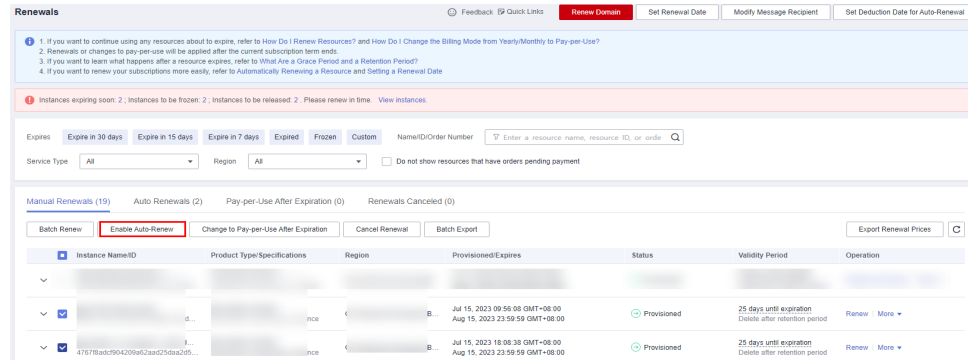 Renewals
Feedback
Quick Links
Renew Domain
Set Renewal Date
Modify Message Recipient
Set Deduction Date for Auto-Renewal
1. If you want to continue using any resources about to expire, refer to How Do I Renew Resources? and How Do I Change the Billing Mode from Yearly/Monthly to Pay-per-Use?
2. Renewals or changes to pay-per-use will be applied after the current subscription term ends.
3. If you want to learn what happens after a resource expires, refer to What Are a Grace Period and a Retention Period?
4. If you want to renew your subscriptions more easily, refer to Automatically Renewing a Resource and Setting a Renewal Date
Instances expiring soon: 2 ; Instances to be frozen: 2 ; Instances to be released: 2 . Please renew in time. View instances.
Expires
Expire in 30 days
Expire in 15 days
Expire in 7 days
Expired
Frozen
Custom
Name/ID/Order Number
Enter a resource name, resource ID, or orde
Service Type
All
Region
All
Do not show resources that have orders pending payment
Manual Renewals (19)
Auto Renewals (2)
Pay-per-Use After Expiration (0)
Renewals Canceled (0)
Batch Renew
Enable Auto-Renew
Change to Pay-per-Use After Expiration
Cancel Renewal
Batch Export
Export Renewal Prices
Instance Name/ID
Product Type/Specifications
Region
Provisioned/Expires
Status
Validity Period
Operation
d...
nce
B...
Jul 15, 2023 09:56:08 GMT+08:00
Aug 15, 2023 23:59:59 GMT+08:00
Provisioned
25 days until expiration
Delete after retention period
Renew
More
4767f8adcf904209a62aad25daa2d5...
nce
B...
Jul 15, 2023 18:08:38 GMT+08:00
Aug 15, 2023 23:59:59 GMT+08:00
Provisioned
25 days until expiration
Delete after retention period
Renew
More